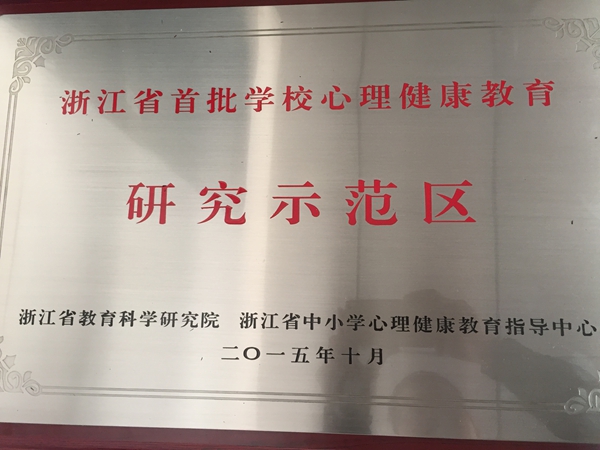 浙江省首批学校心理健康教育
研究示范区
浙江省教育科学研究院 浙江省中小学心理健康教育指导中心
二〇一五年十月